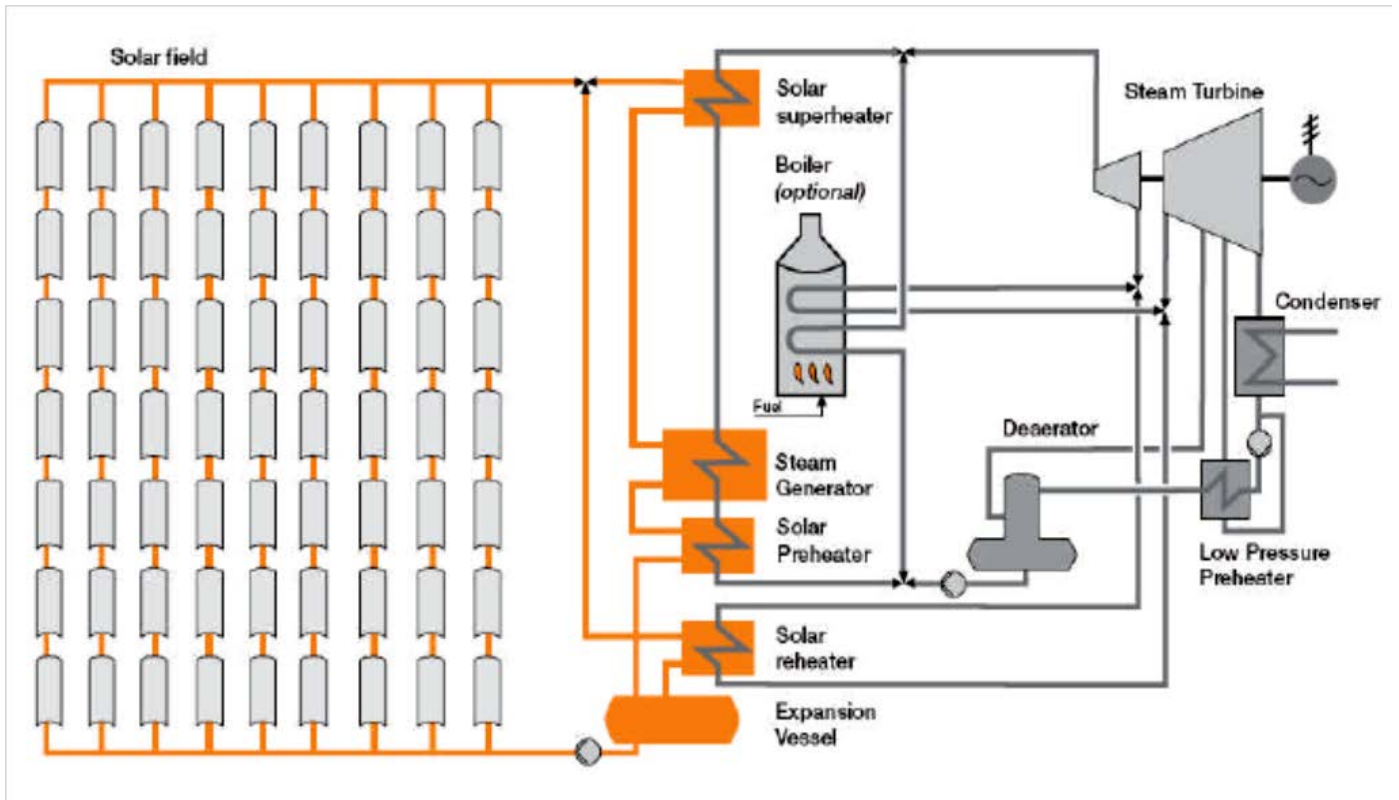 Solar field
Solar
superheater
Steam Turbine
Boiler
(optional)
Condenser
Fuel
Deaerator
Steam
Generator
Solar
Preheater
Low Pressure
Preheater
Solar
reheater
Expansion
Vessel